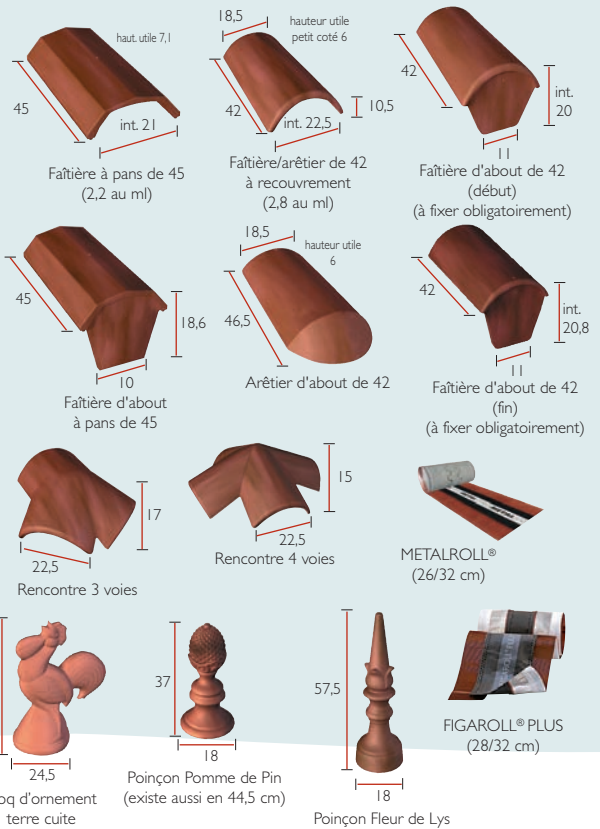 haut. utile 7,1
45
int. 21
Faîtière à pans de 45
(2,2 au ml)
18,5
hauteur utile
petit coté 6
42
10,5
int. 22,5
Faîtière/arêtier de 42
à recouvrement
(2,8 au ml)
42
int.
20
11
Faîtière d'about de 42
(début)
(à fixer obligatoirement)
45
18,6
10
Faîtière d'about
à pans de 45
18,5
hauteur utile
6
46,5
Arêtier d'about de 42
42
int.
20,8
11
Faîtière d'about de 42
(fin)
(à fixer obligatoirement)
17
22,5
Rencontre 3 voies
15
22,5
Rencontre 4 voies
METALROLL®
(26/32 cm)
24,5
oq d'ornement
terre cuite
37
18
Poinçon Pomme de Pin
(existe aussi en 44,5 cm)
57,5
18
Poinçon Fleur de Lys
FIGAROLL® PLUS
(28/32 cm)